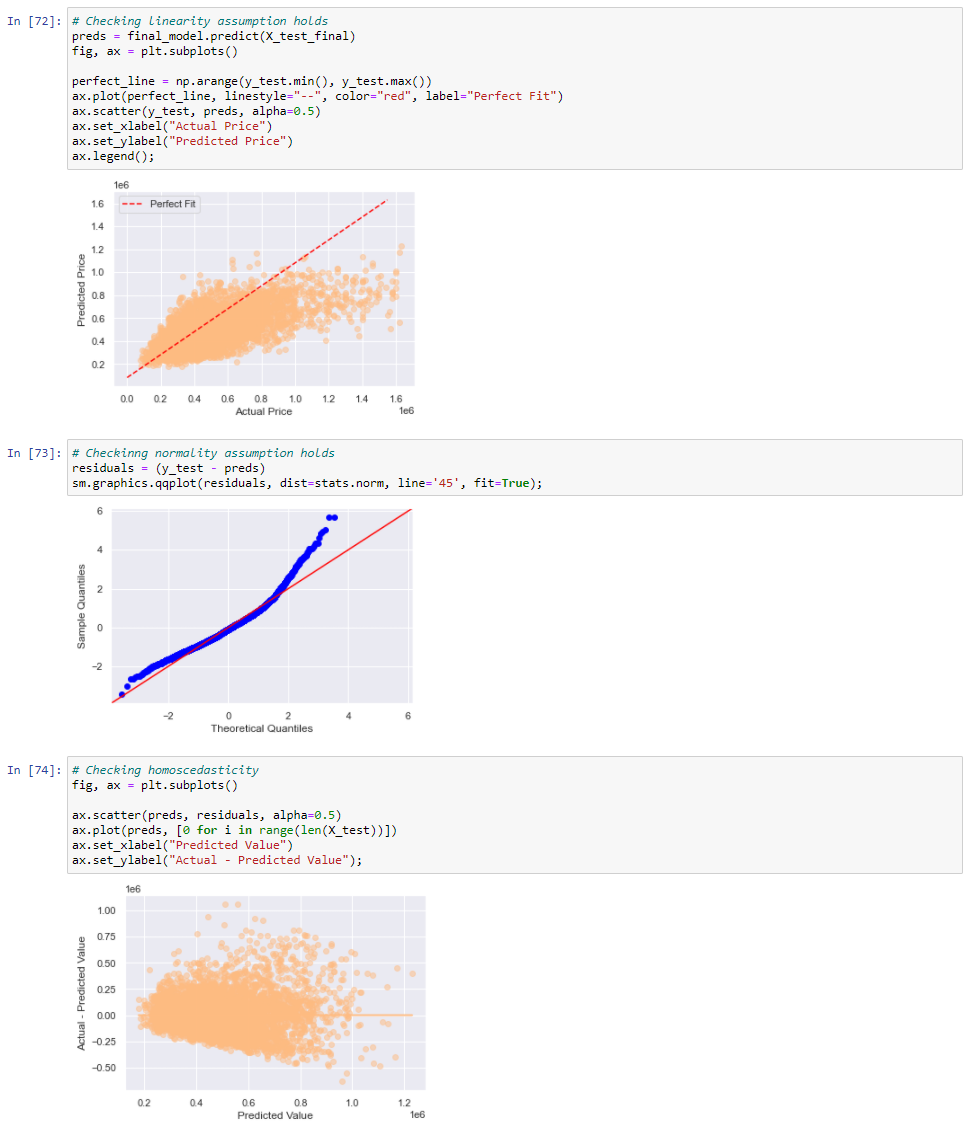 In [72]:
# Checking linearity assumption holds
preds = final_model.predict(X_test_final)
fig, ax = plt.subplots()
perfect_line = np.arange(y_test.min(), y_test.max())
ax.plot(perfect_line, linestyle="--", color="red", label="Perfect Fit")
ax.scatter(y_test, preds, alpha=0.5)
ax.set_xlabel("Actual Price")
ax.set_ylabel("Predicted Price")
ax.legend();
1e6
Perfect Fit
1.6
1.4
1.2
1.0
0.8
0.6
0.4
0.2
Predicted Price
0.0 0.2 0.4 0.6 0.8 1.0 1.2 1.4 1.6
1e6
Actual Price
In [73]:
# Checkinng normality assumption holds
residuals = (y_test - preds)
sm.graphics.qqplot(residuals, dist=stats.norm, line='45', fit=True);
6
4
2
0
−2
Sample Quantiles
−2 0 2 4 6
Theoretical Quantiles
In [74]:
# Checking homoscedasticity
fig, ax = plt.subplots()
ax.scatter(preds, residuals, alpha=0.5)
ax.plot(preds, [0 for i in range(len(X_test))])
ax.set_xlabel("Predicted Value")
ax.set_ylabel("Actual - Predicted Value");
1e6
1.00
0.75
0.50
0.25
0.00
−0.25
−0.50
Actual - Predicted Value
0.2 0.4 0.6 0.8 1.0 1.2
1e6
Predicted Value